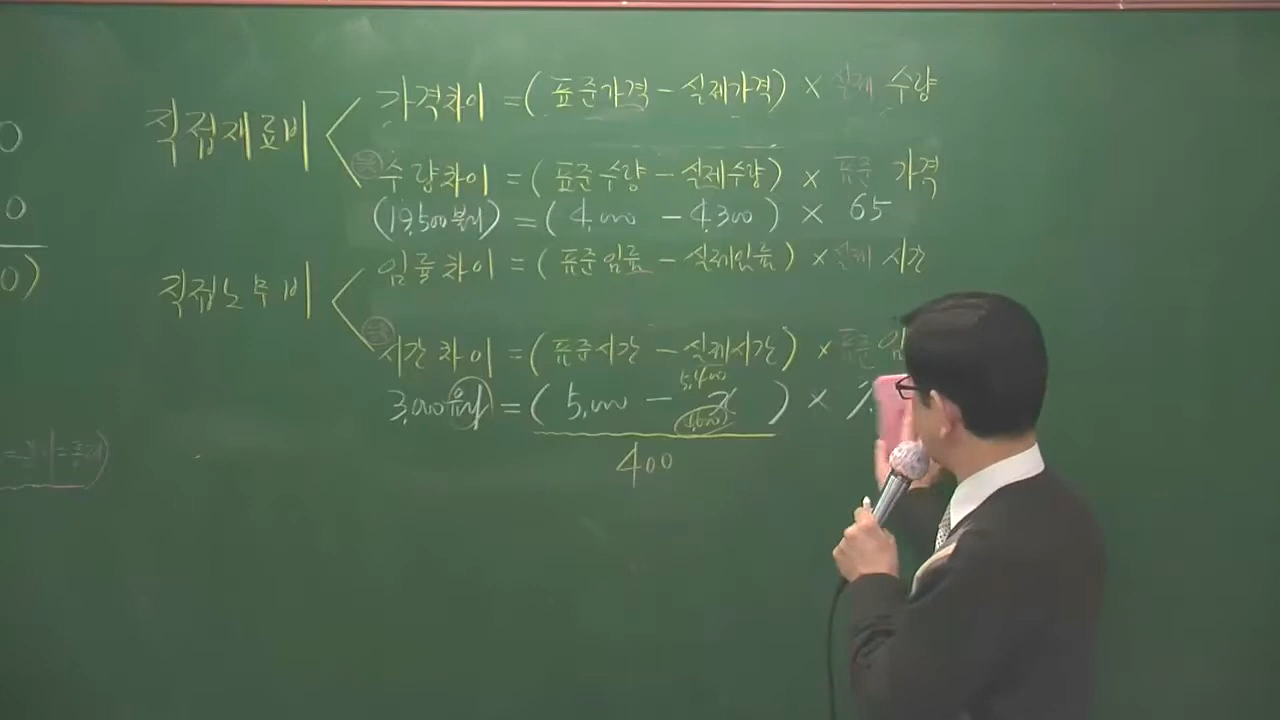 직접재료비
가격차이 = ( 표준가격 - 실제가격 ) × 실제 수량
수량차이 = ( 표준수량 - 실제수량 ) × 표준 가격
(19,500불리) = ( 4,000 - 4,300 ) × 65
직접노무비
임률차이 = ( 표준임률 - 실제임률 ) × 실제 시간
시간차이 = ( 표준시간 - 실제시간 ) × 표준 임
5,400
3,000유리 = ( 5,000 - x ) ×
400
0
0
0)